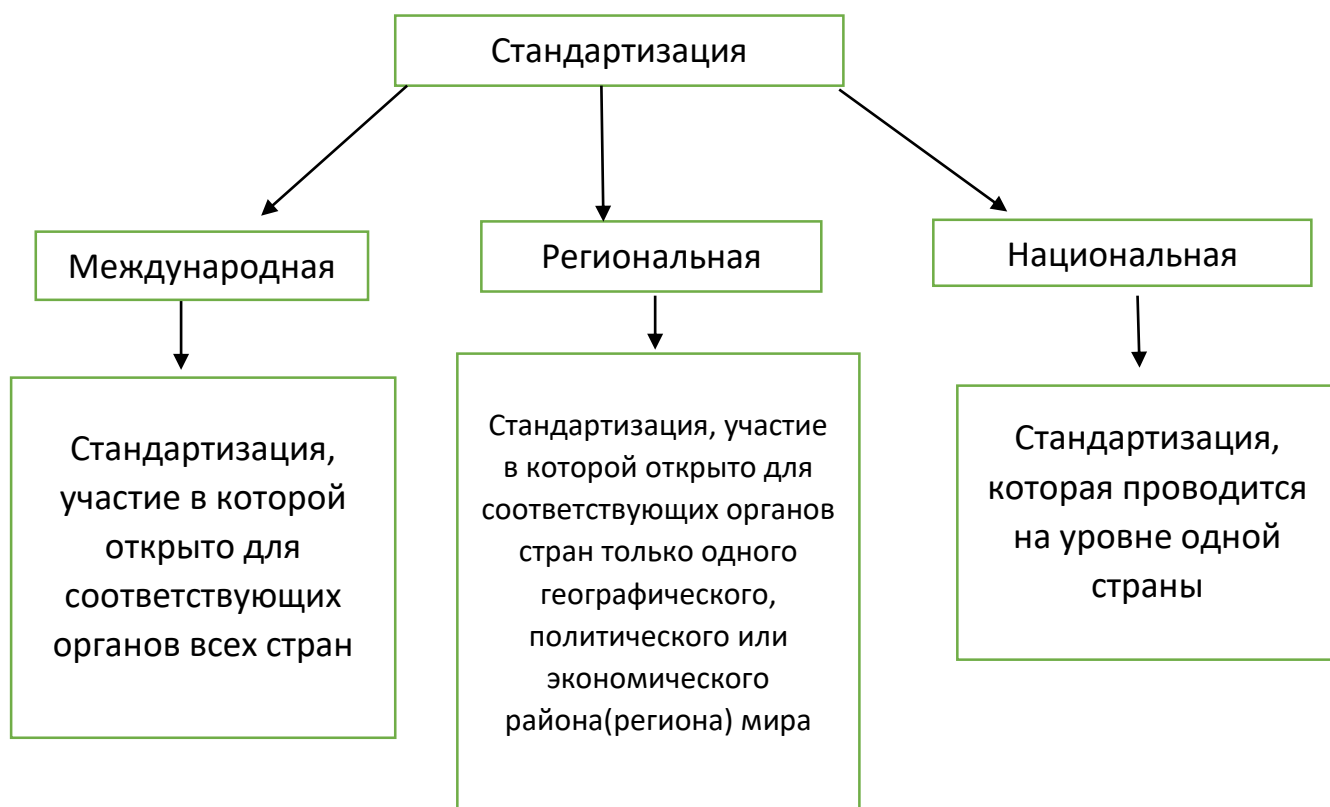 Стандартизация
Международная
Региональная
Национальная
Стандартизация,
участие в которой
открыто для
соответствующих
органов всех стран
Стандартизация, участие
в которой открыто для
соответствующих органов
стран только одного
географического,
политического или
экономического
района(региона) мира
Стандартизация,
которая проводится
на уровне одной
страны